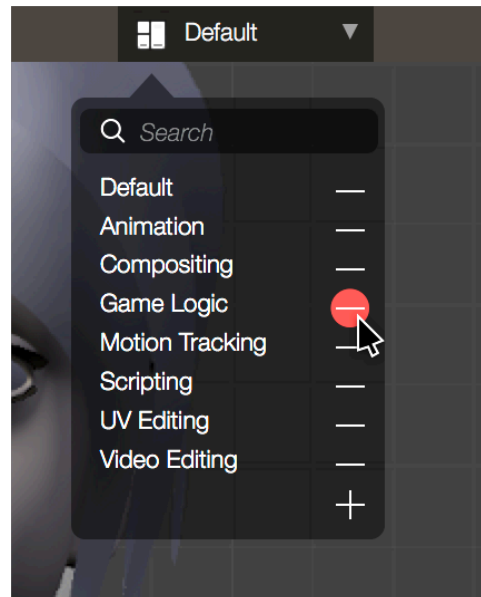 Default
Search
Default
Animation
Compositing
Game Logic
Motion Tracking
Scripting
UV Editing
Video Editing